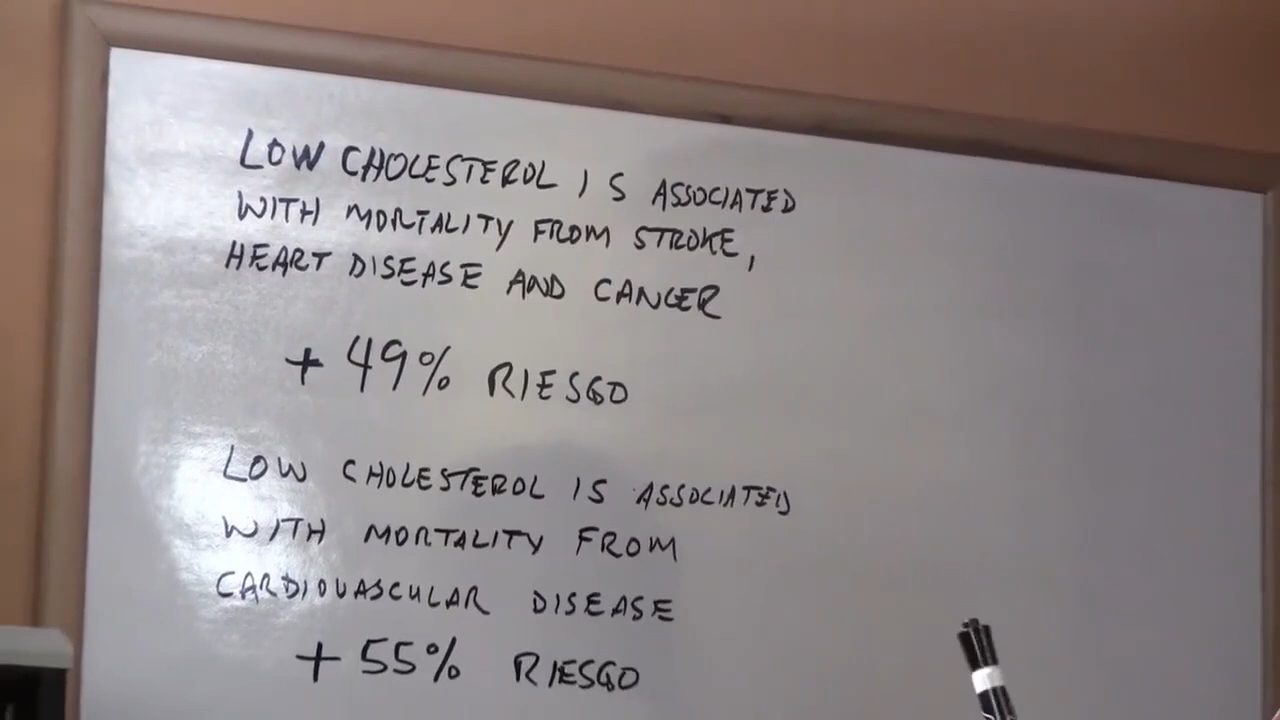 LOW CHOLESTEROL IS ASSOCIATED
WITH MORTALITY FROM STROKE,
HEART DISEASE AND CANCER
+ 49% RIESGO
LOW CHOLESTEROL IS ASSOCIATED
WITH MORTALITY FROM
CARDIOVASCULAR DISEASE
+ 55% RIESGO